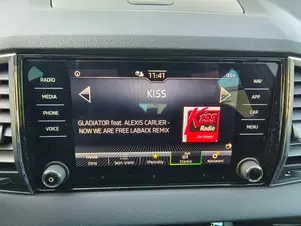 11:41
RADIO
MEDIA
PHONE
VOICE
KISS
GLADIATOR feat. ALEXIS CARLIER -
NOW WE ARE FREE LABACK REMIX
Kiss
Radio
NAV
APP
CAR
MENU